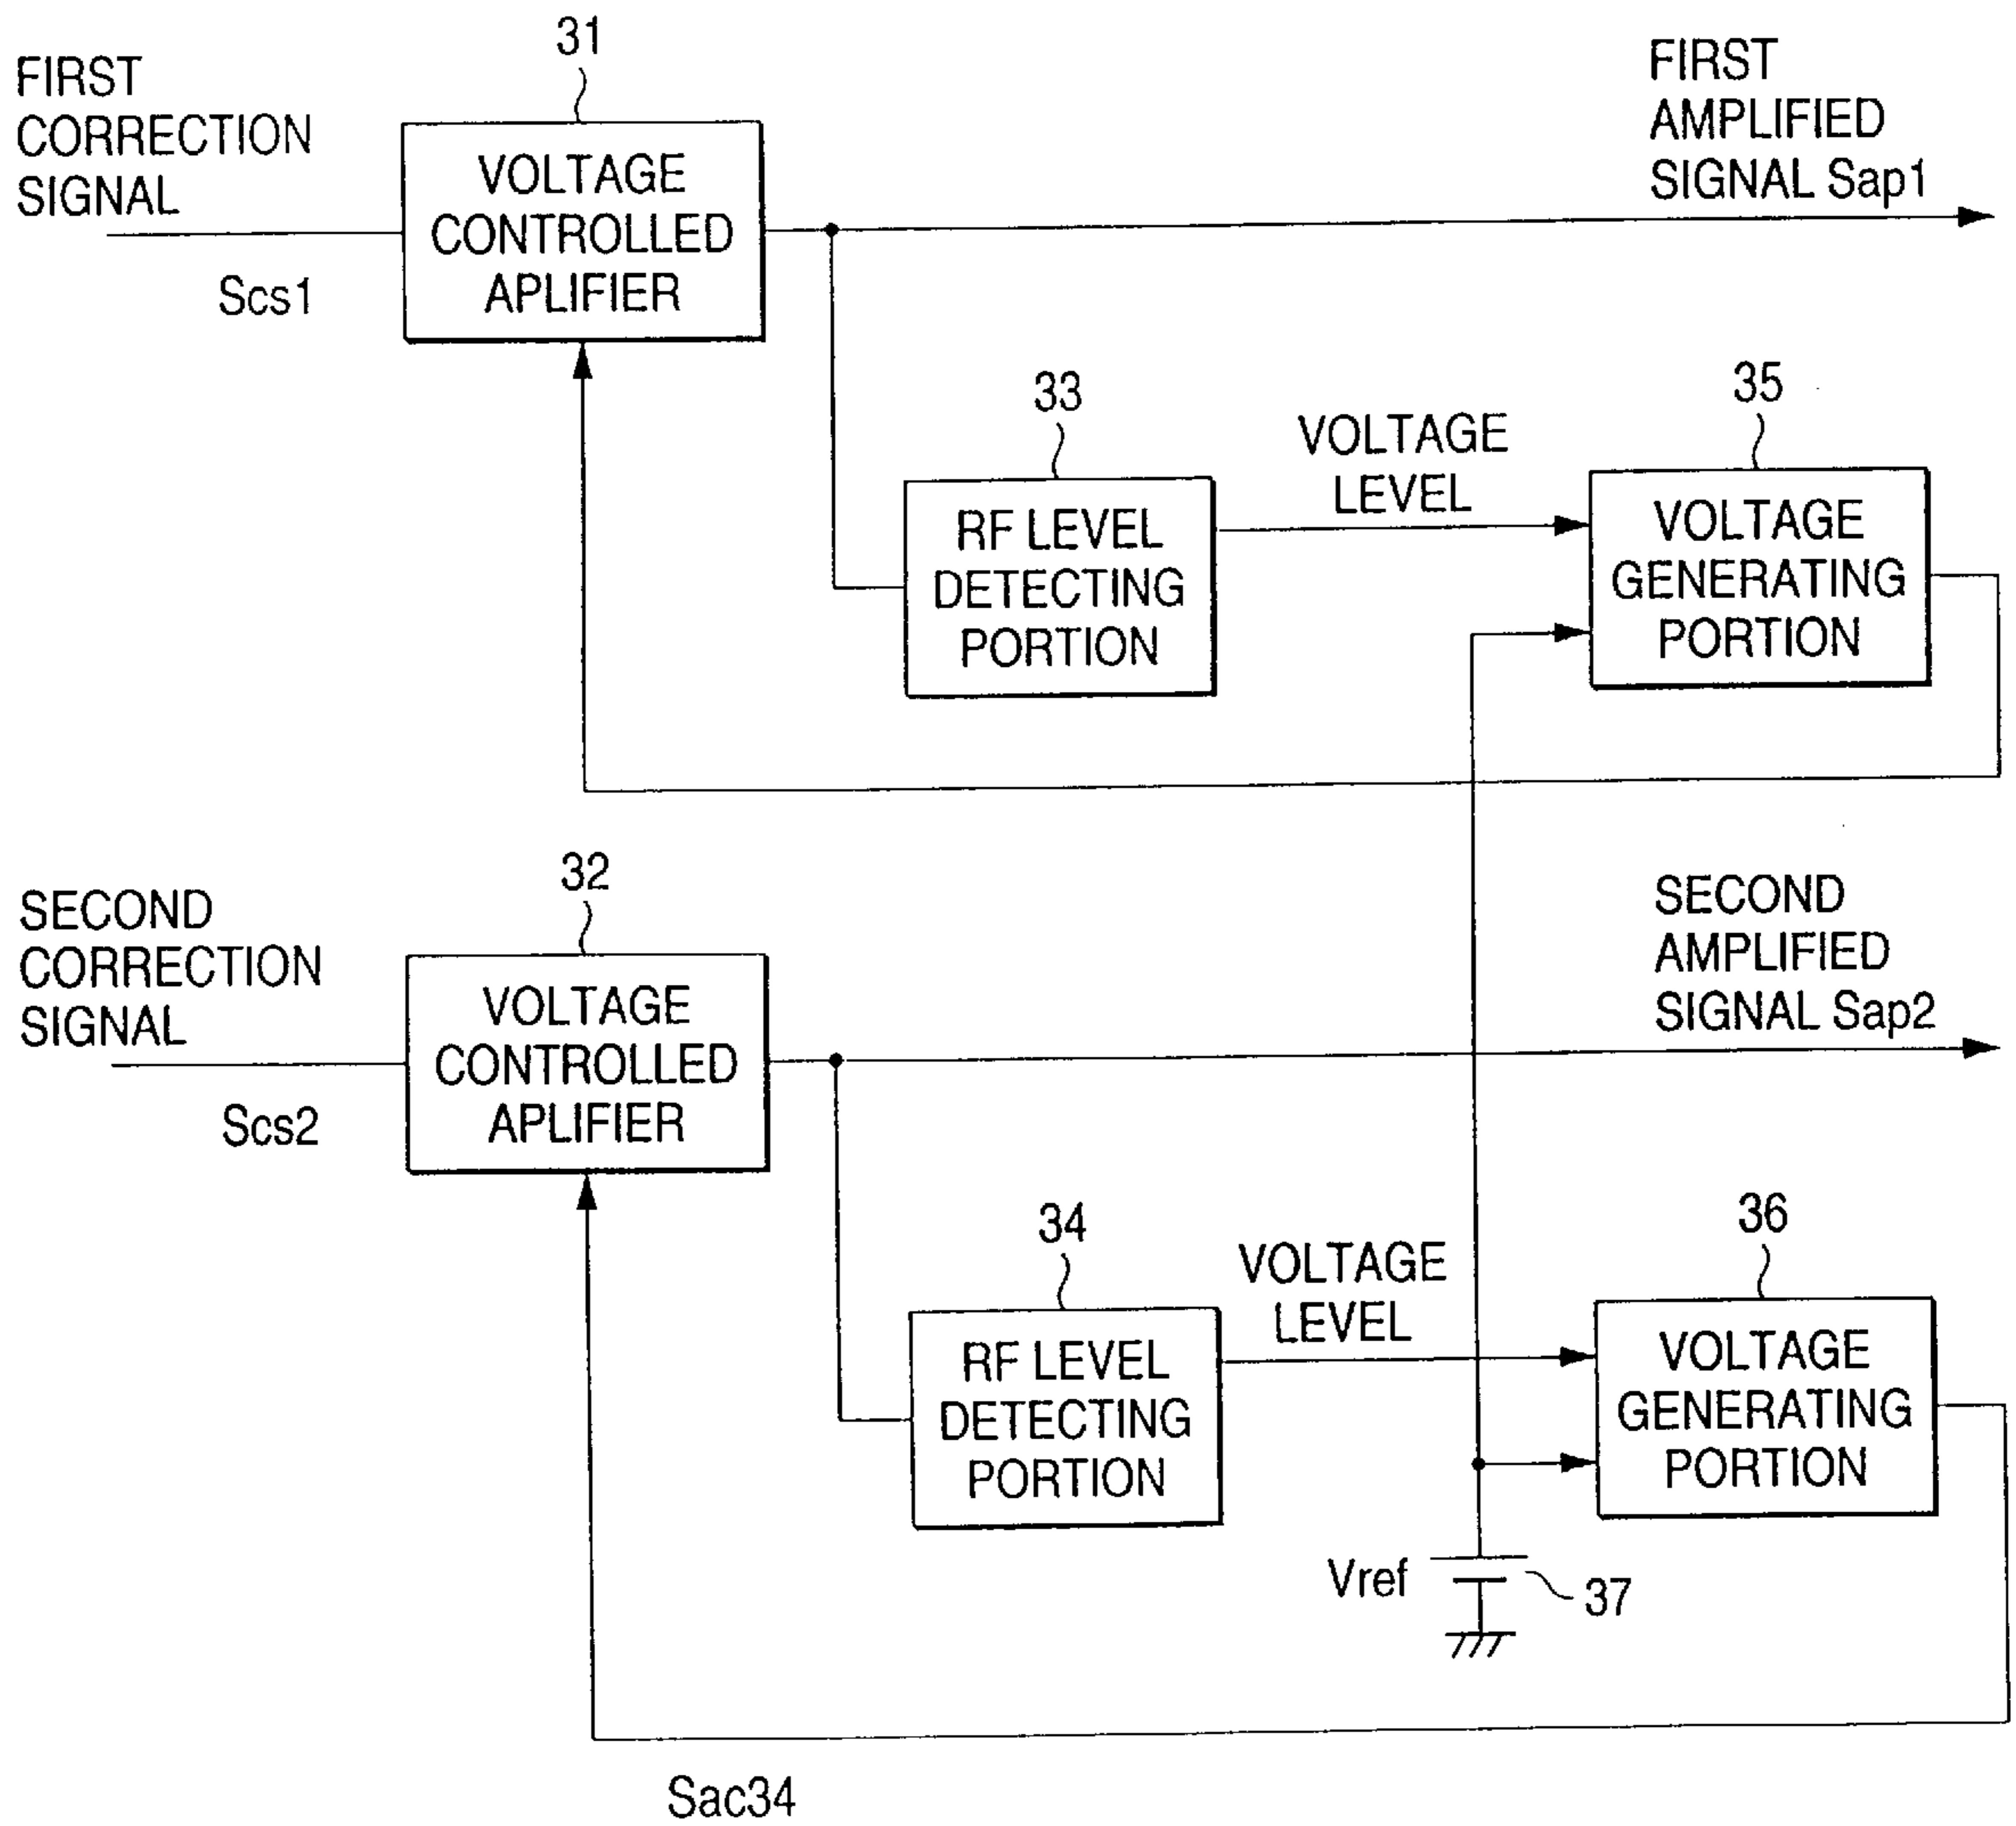 31
FIRST
CORRECTION
SIGNAL
FIRST
AMPLIFIED
SIGNAL Sap1
VOLTAGE
CONTROLLED
APLIFIER
Scs1
33
35
VOLTAGE
LEVEL
RF LEVEL
DETECTING
PORTION
VOLTAGE
GENERATING
PORTION
32
SECOND
CORRECTION
SIGNAL
SECOND
AMPLIFIED
SIGNAL Sap2
VOLTAGE
CONTROLLED
APLIFIER
Scs2
34
36
VOLTAGE
LEVEL
RF LEVEL
DETECTING
PORTION
VOLTAGE
GENERATING
PORTION
Vref
37
Sac34